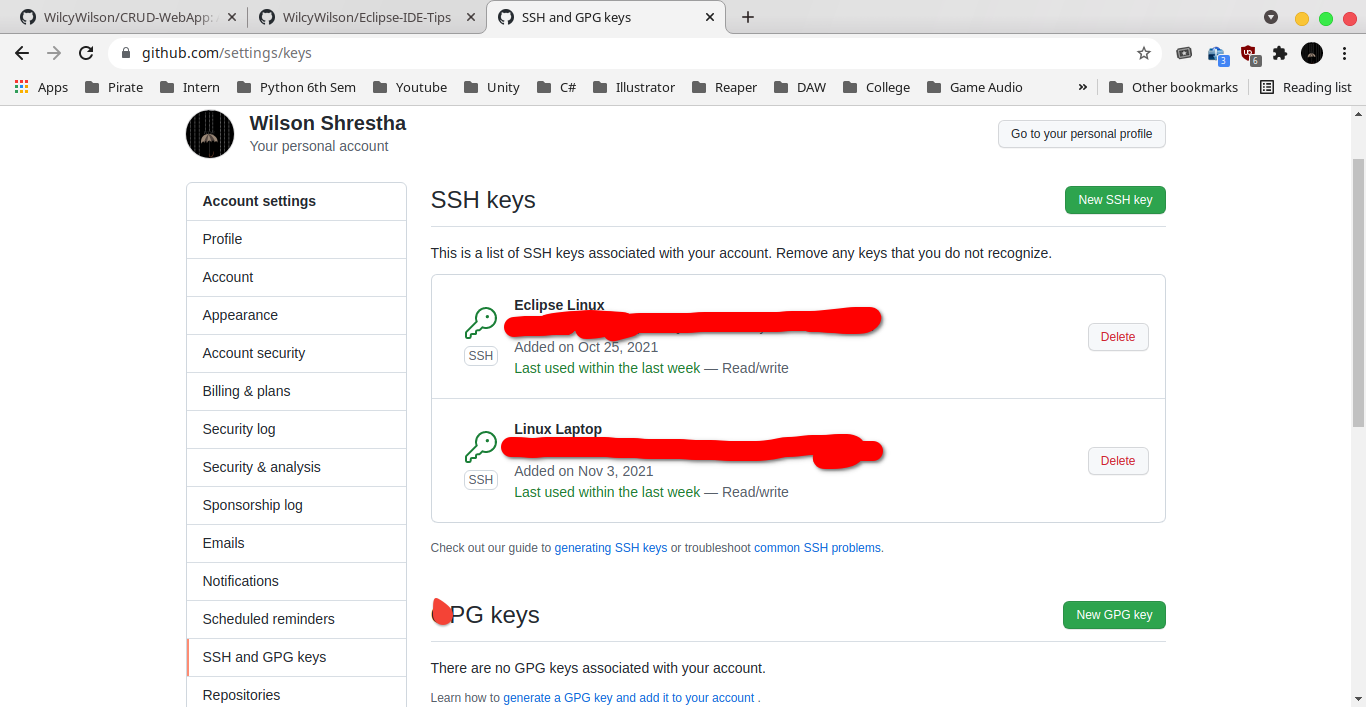 WilcyWilson/CRUD-WebApp:
WilcyWilson/Eclipse-IDE-Tips
SSH and GPG keys
github.com/settings/keys
3
6
Apps
Pirate
Intern
Python 6th Sem
Youtube
Unity
C#
Illustrator
Reaper
DAW
College
Game Audio
»
Other bookmarks
Reading list
Wilson Shrestha
Your personal account
Go to your personal profile
Account settings
Profile
Account
Appearance
Account security
Billing & plans
Security log
Security & analysis
Sponsorship log
Emails
Notifications
Scheduled reminders
SSH and GPG keys
Repositories
SSH keys
New SSH key
This is a list of SSH keys associated with your account. Remove any keys that you do not recognize.
Eclipse Linux
SSH
Added on Oct 25, 2021
Last used within the last week — Read/write
Delete
Linux Laptop
SSH
Added on Nov 3, 2021
Last used within the last week — Read/write
Delete
Check out our guide to generating SSH keys or troubleshoot common SSH problems.
GPG keys
New GPG key
There are no GPG keys associated with your account.
Learn how to generate a GPG key and add it to your account .